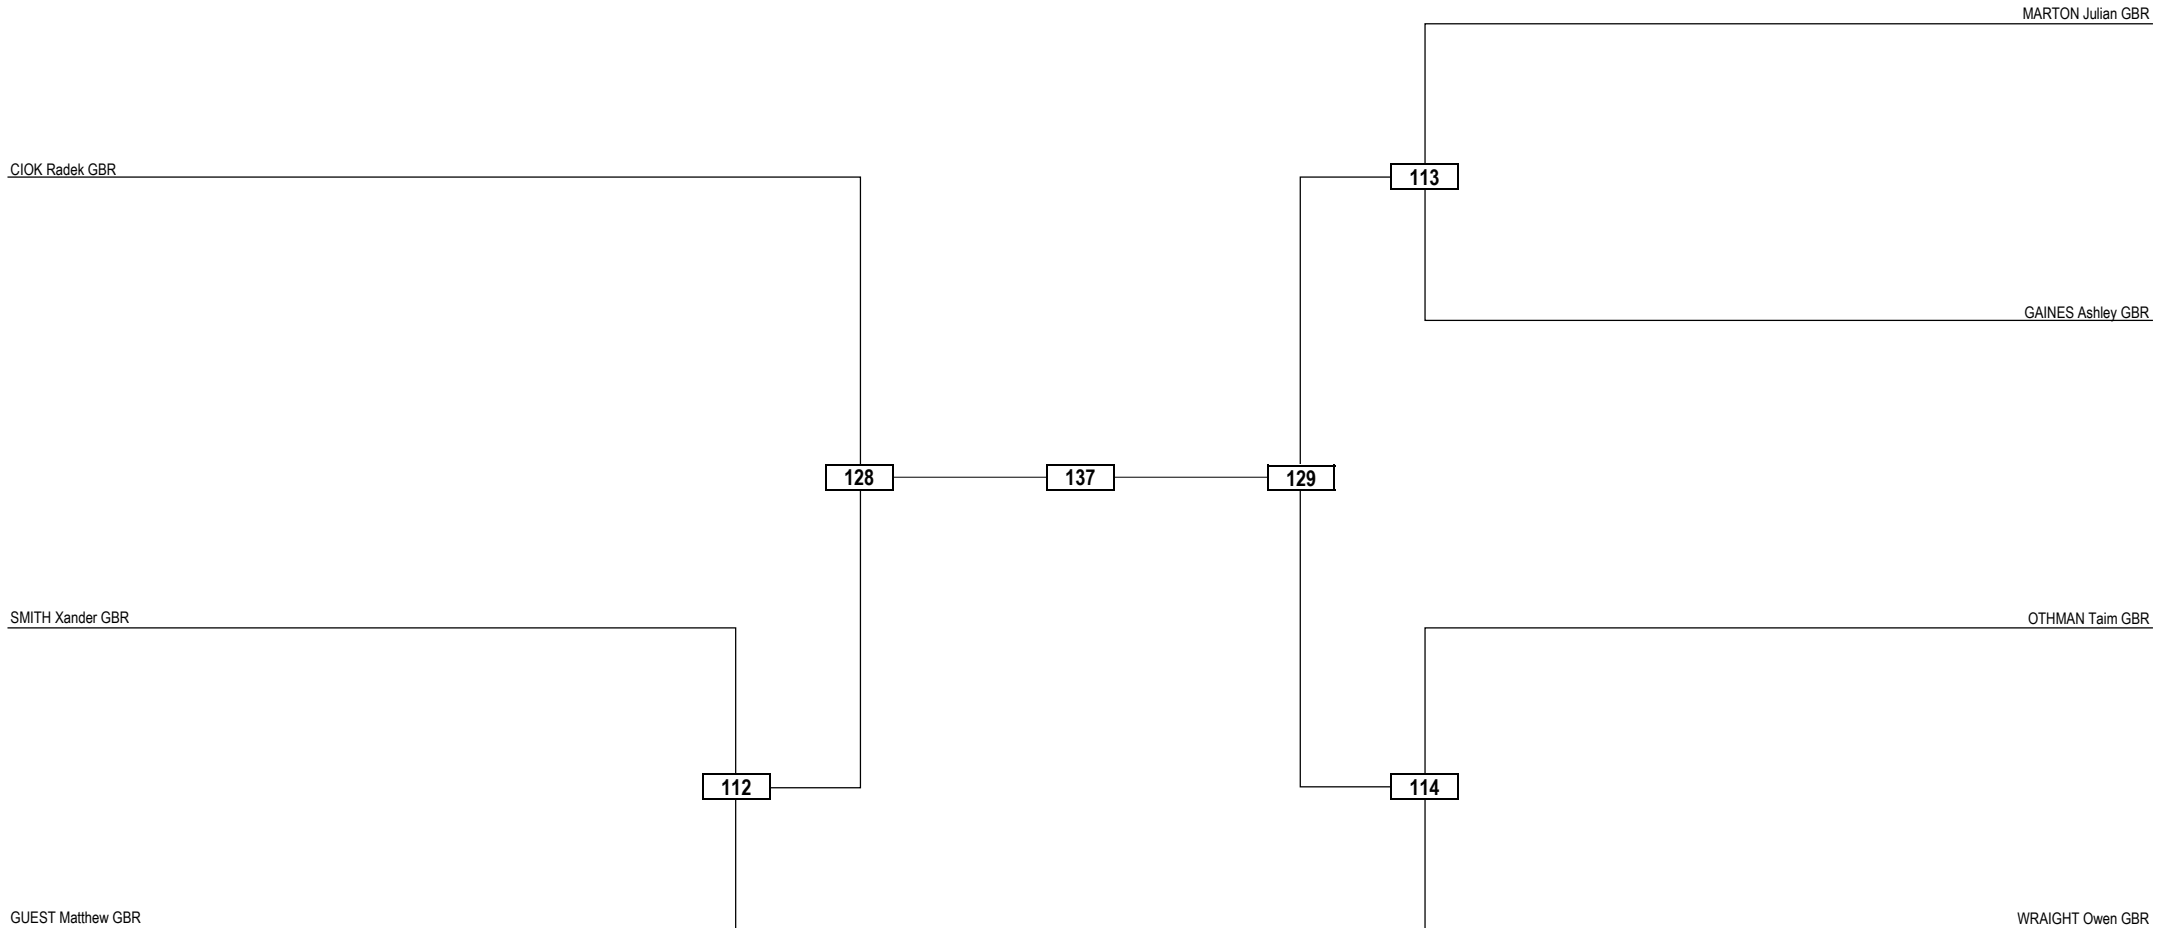 MARTON Julian GBR
CIOK Radek GBR
113
GAINES Ashley GBR
128
137
129
SMITH Xander GBR
OTHMAN Taim GBR
112
114
GUEST Matthew GBR
WRAIGHT Owen GBR